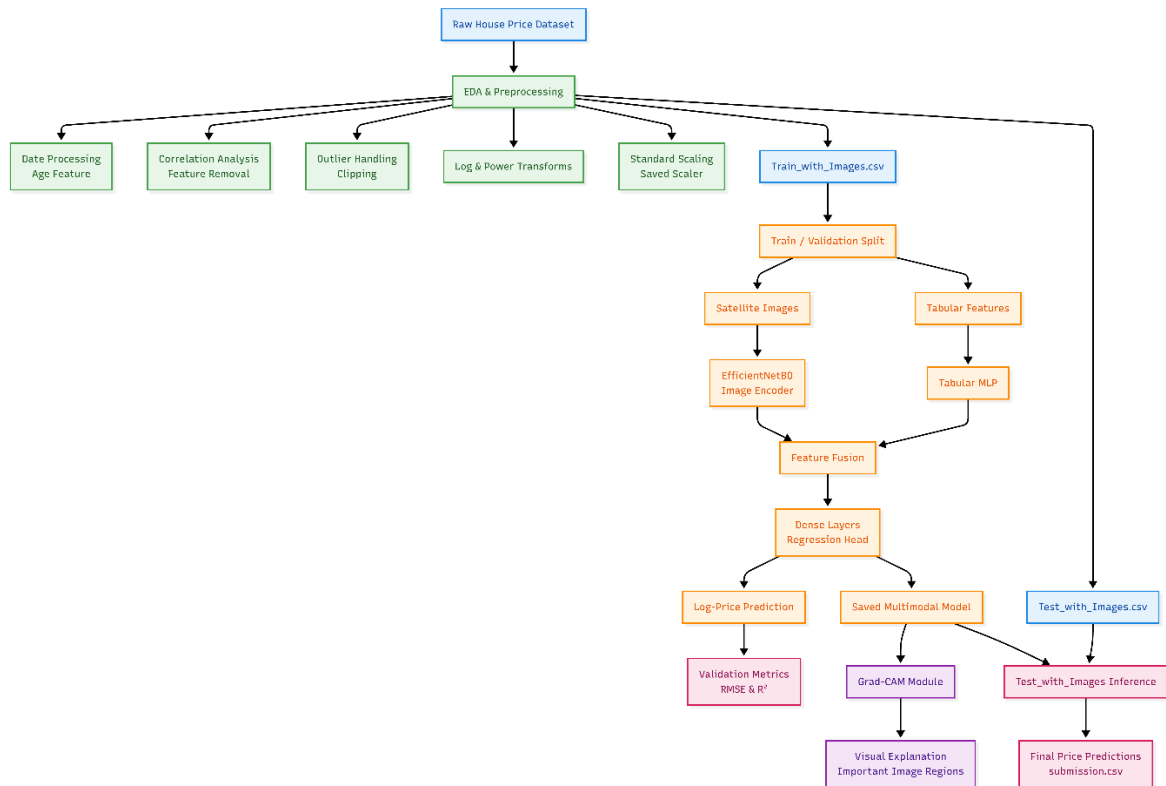 Raw House Price Dataset
EDA & Preprocessing
Date Processing
Age Feature
Correlation Analysis
Feature Removal
Outlier Handling
Clipping
Log & Power Transforms
Standard Scaling
Saved Scaler
Train_with_Images.csv
Train / Validation Split
Satellite Images
Tabular Features
EfficientNetB0
Image Encoder
Tabular MLP
Feature Fusion
Dense Layers
Regression Head
Log-Price Prediction
Saved Multimodal Model
Test_with_Images.csv
Validation Metrics
RMSE & R²
Grad-CAM Module
Test_with_Images Inference
Visual Explanation
Important Image Regions
Final Price Predictions
submission.csv